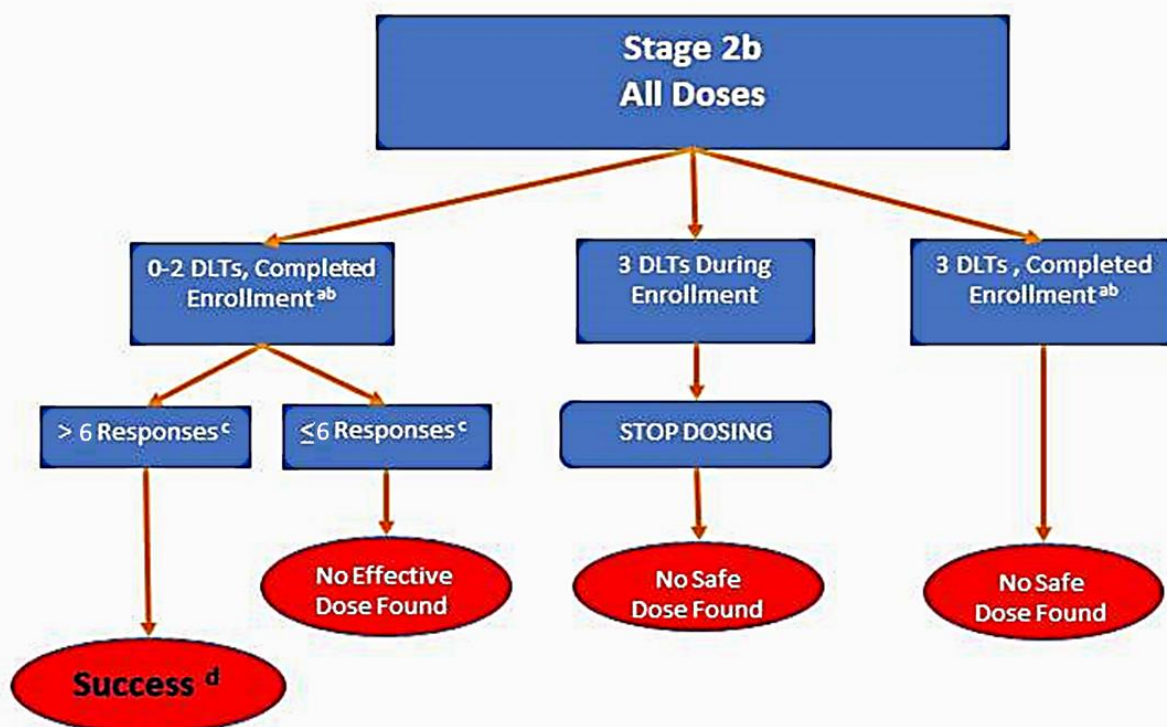 Stage 2b
All Doses
0-2 DLTs, Completed
Enrollment ab
3 DLTs During
Enrollment
3 DLTs , Completed
Enrollment ab
> 6 Responses c
≤6 Responses c
STOP DOSING
No Effective
Dose Found
No Safe
Dose Found
No Safe
Dose Found
Success d